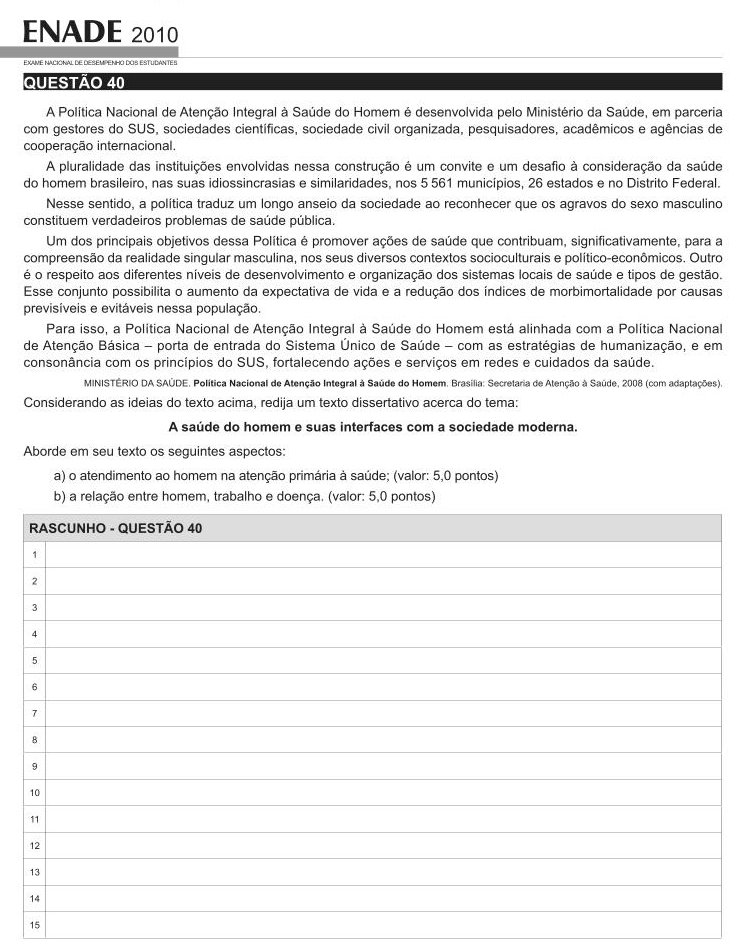 ENADE 2010
EXAME NACIONAL DE DESEMPENHO DOS ESTUDANTES
QUESTÃO 40
A Política Nacional de Atenção Integral à Saúde do Homem é desenvolvida pelo Ministério da Saúde, em parceria
com gestores do SUS, sociedades científicas, sociedade civil organizada, pesquisadores, acadêmicos e agências de
cooperação internacional.
A pluralidade das instituições envolvidas nessa construção é um convite e um desafio à consideração da saúde
do homem brasileiro, nas suas idiossincrasias e similaridades, nos 5 561 municípios, 26 estados e no Distrito Federal.
Nesse sentido, a política traduz um longo anseio da sociedade ao reconhecer que os agravos do sexo masculino
constituem verdadeiros problemas de saúde pública.
Um dos principais objetivos dessa Política é promover ações de saúde que contribuam, significativamente, para a
compreensão da realidade singular masculina, nos seus diversos contextos socioculturais e político-econômicos. Outro
é o respeito aos diferentes níveis de desenvolvimento e organização dos sistemas locais de saúde e tipos de gestão.
Esse conjunto possibilita o aumento da expectativa de vida e a redução dos índices de morbimortalidade por causas
previsíveis e evitáveis nessa população.
Para isso, a Política Nacional de Atenção Integral à Saúde do Homem está alinhada com a Política Nacional
de Atenção Básica – porta de entrada do Sistema Único de Saúde – com as estratégias de humanização, e em
consonância com os princípios do SUS, fortalecendo ações e serviços em redes e cuidados da saúde.
MINISTÉRIO DA SAÚDE. Política Nacional de Atenção Integral à Saúde do Homem. Brasília: Secretaria de Atenção à Saúde, 2008 (com adaptações).
Considerando as ideias do texto acima, redija um texto dissertativo acerca do tema:
A saúde do homem e suas interfaces com a sociedade moderna.
Aborde em seu texto os seguintes aspectos:
a) o atendimento ao homem na atenção primária à saúde; (valor: 5,0 pontos)
b) a relação entre homem, trabalho e doença. (valor: 5,0 pontos)
RASCUNHO - QUESTÃO 40
1
2
3
4
5
6
7
8
9
10
11
12
13
14
15